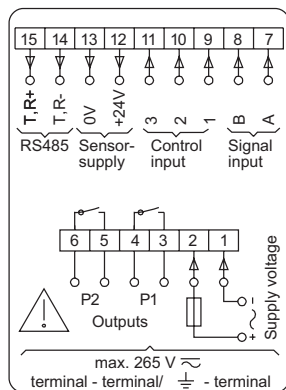 15 14 13 12 11 10 9 8 7
T,R+ T,R- 0V +24V 3 2 1 B A
RS485 Sensor- Control Signal
supply input input
6 5 4 3 2 1
P2 P1
Outputs
Supply voltage
- +
max. 265 V
terminal - terminal/ - terminal